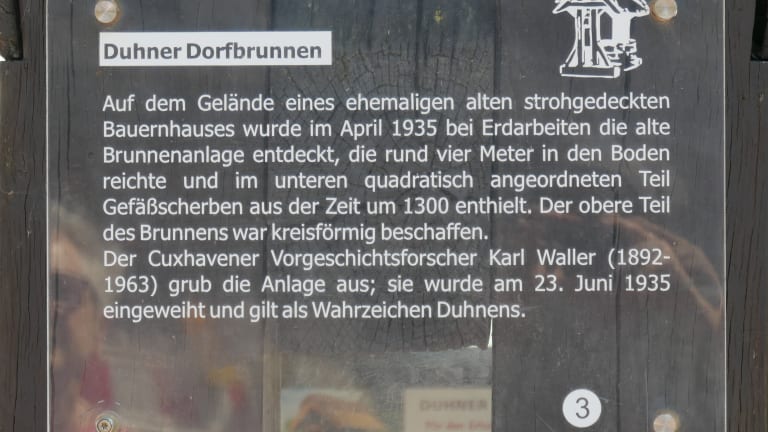 Duhner Dorfbrunnen
Auf dem Gelände eines ehemaligen alten strohgedeckten
Bauernhauses wurde im April 1935 bei Erdarbeiten die alte
Brunnenanlage entdeckt, die rund vier Meter in den Boden
reichte und im unteren quadratisch angeordneten Teil
Gefäßscherben aus der Zeit um 1300 enthielt. Der obere Teil
des Brunnens war kreisförmig beschaffen.
Der Cuxhavener Vorgeschichtsforscher Karl Waller (1892-
1963) grub die Anlage aus; sie wurde am 23. Juni 1935
eingeweiht und gilt als Wahrzeichen Duhnens.
3
DUHNER